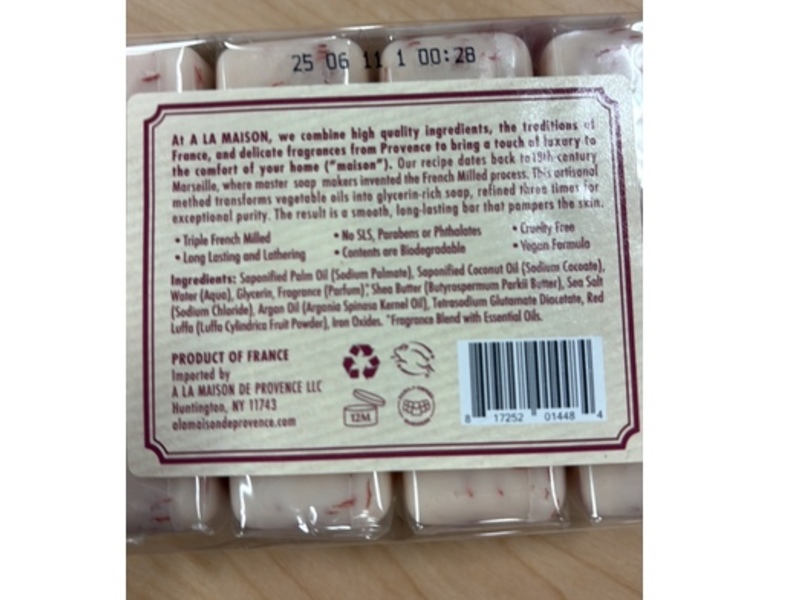 25 06 11 1 00:28
At A LA MAISON, we combine high quality ingredients, the traditions of
France, and delicate fragrances from Provence to bring a touch of luxury to
the comfort of your home ("maison"). Our recipe dates back to 19th century
Marseille, where master soap makers invented the French Milled process. This artisanal
method transforms vegetable oils into glycerin-rich soap, refined three times for
exceptional purity. The result is a smooth, long-lasting bar that pampers the skin.
• Triple French Milled • No SLS, Parabens or Phthalates • Cruelty Free
• Long Lasting and Lathering • Contents are Biodegradable • Vegan Formula
Ingredients: Saponified Palm Oil (Sodium Palmate), Saponified Coconut Oil (Sodium Cocoate),
Water (Aqua), Glycerin, Fragrance (Parfum)*, Shea Butter (Butyrospermum Parkii Butter), Sea Salt
(Sodium Chloride), Argan Oil (Argania Spinosa Kernel Oil), Tetrasodium Glutamate Diacetate, Red
Luffa (Luffa Cylindrica Fruit Powder), Iron Oxides. *Fragrance Blend with Essential Oils.
PRODUCT OF FRANCE
Imported by
A LA MAISON DE PROVENCE LLC
Huntington, NY 11743
alamaisondeprovence.com
12M
8 17252 01448 4